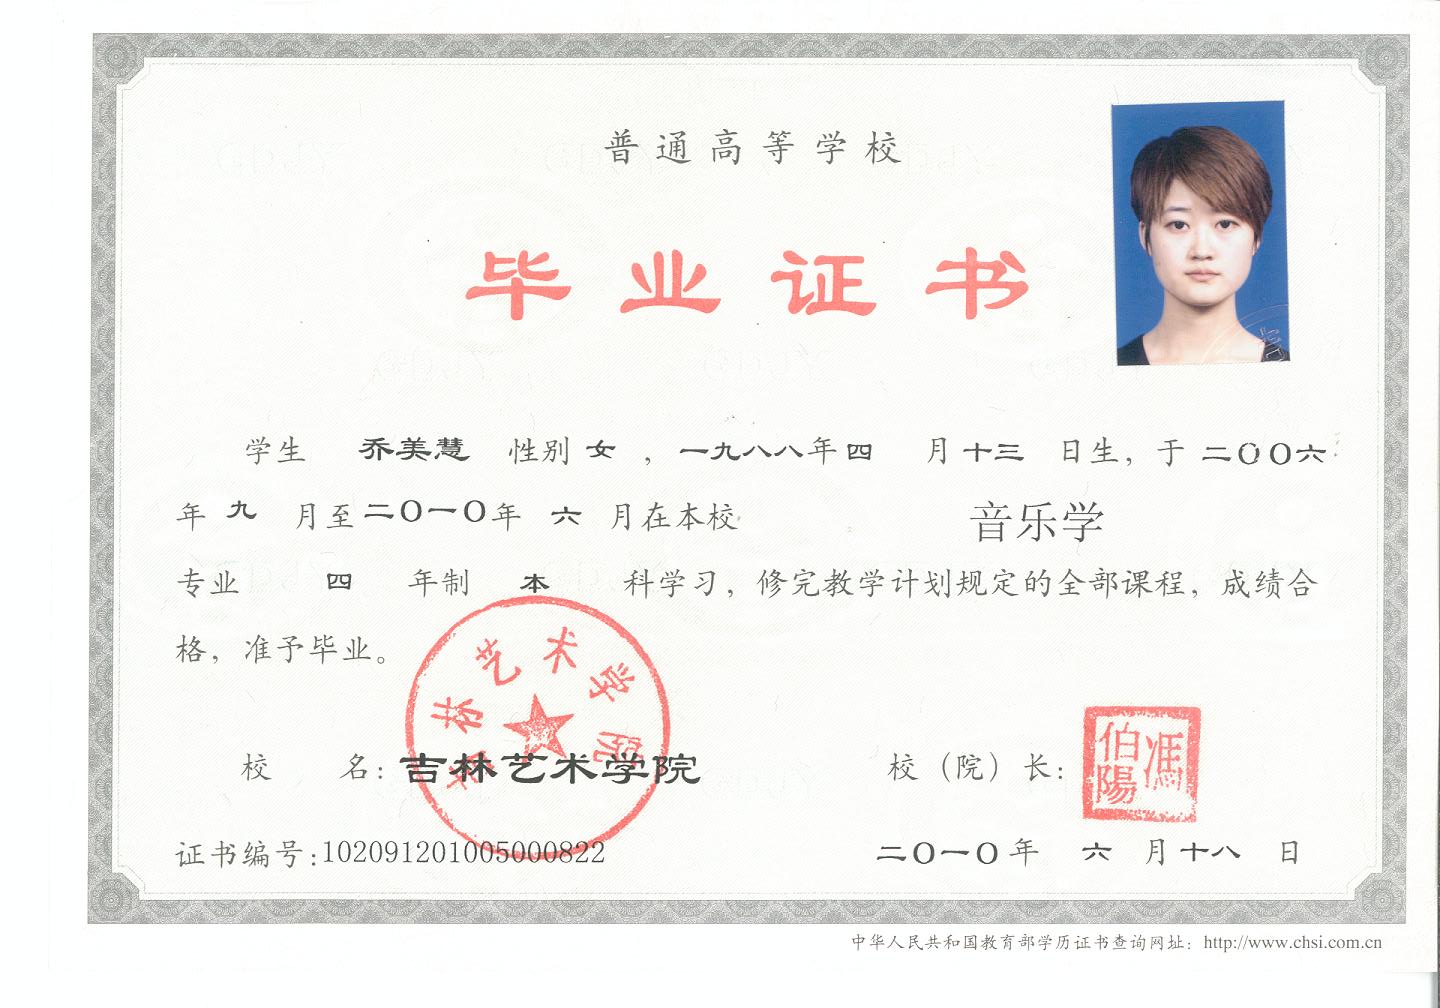 普通高等学校
毕业证书
学生 乔美慧 性别 女 ，一九八八年 四 月 十三 日生，于 二〇〇六
年 九 月至 二〇一〇年 六 月在本校 音乐学
专业 四 年制 本 科学习，修完教学计划规定的全部课程，成绩合
格，准予毕业。
吉林艺术学院
校 名：吉林艺术学院 校（院）长：
馮伯陽
证书编号：102091201005000822 二〇一〇年 六 月十八 日
中华人民共和国教育部学历证书查询网址：http://www.chsi.com.cn